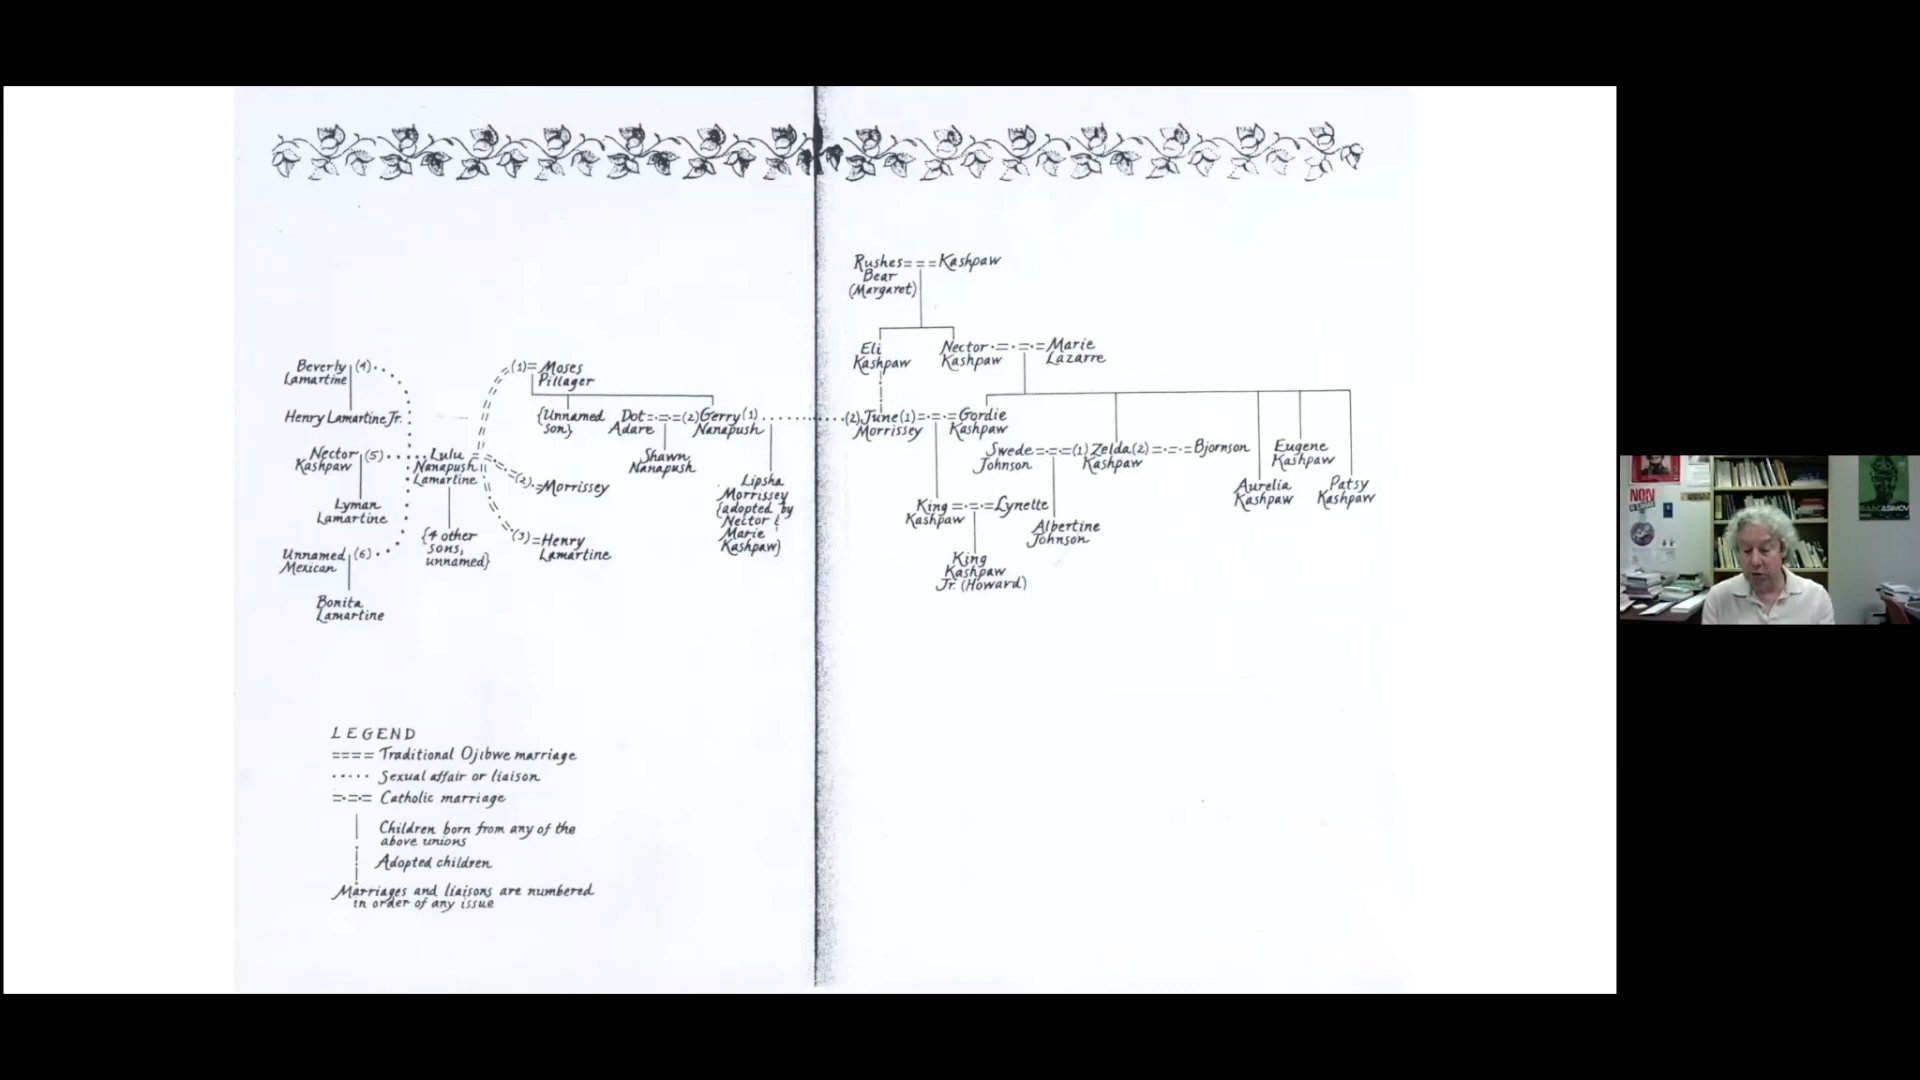 Rushes===Kashpaw
Bear
(Margaret)
Eli
Kashpaw
Nector·=·=·=Marie
Kashpaw Lazarre
Beverly (4)
Lamartine
Henry Lamartine Jr.
Nector (5)
Kashpaw
Lyman
Lamartine
Unnamed (6)
Mexican
Bonita
Lamartine
Lulu
Nanapush
Lamartine
{4 other
sons,
unnamed}
(1)=Moses
Pillager
(2)=Morrissey
(3)=Henry
Lamartine
{Unnamed
son}
Dot=·=·=(2)Gerry(1)
Adare Nanapush
Shawn
Nanapush
Lipsha
Morrissey
{adopted by
Nector &
Marie
Kashpaw}
(2)June(1)=·=·=Gordie
Morrissey Kashpaw
Swede=·=·=(1)Zelda(2)=·=·=Bjornson
Johnson Kashpaw
Eugene
Kashpaw
Aurelia
Kashpaw
Patsy
Kashpaw
King=·=·=Lynette
Kashpaw
Albertine
Johnson
King
Kashpaw
Jr. (Howard)
LEGEND
==== Traditional Ojibwe marriage
····· Sexual affair or liaison
=·=·= Catholic marriage
Children born from any of the
above unions
Adopted children
Marriages and liaisons are numbered
in order of any issue
NON
ASIMOV